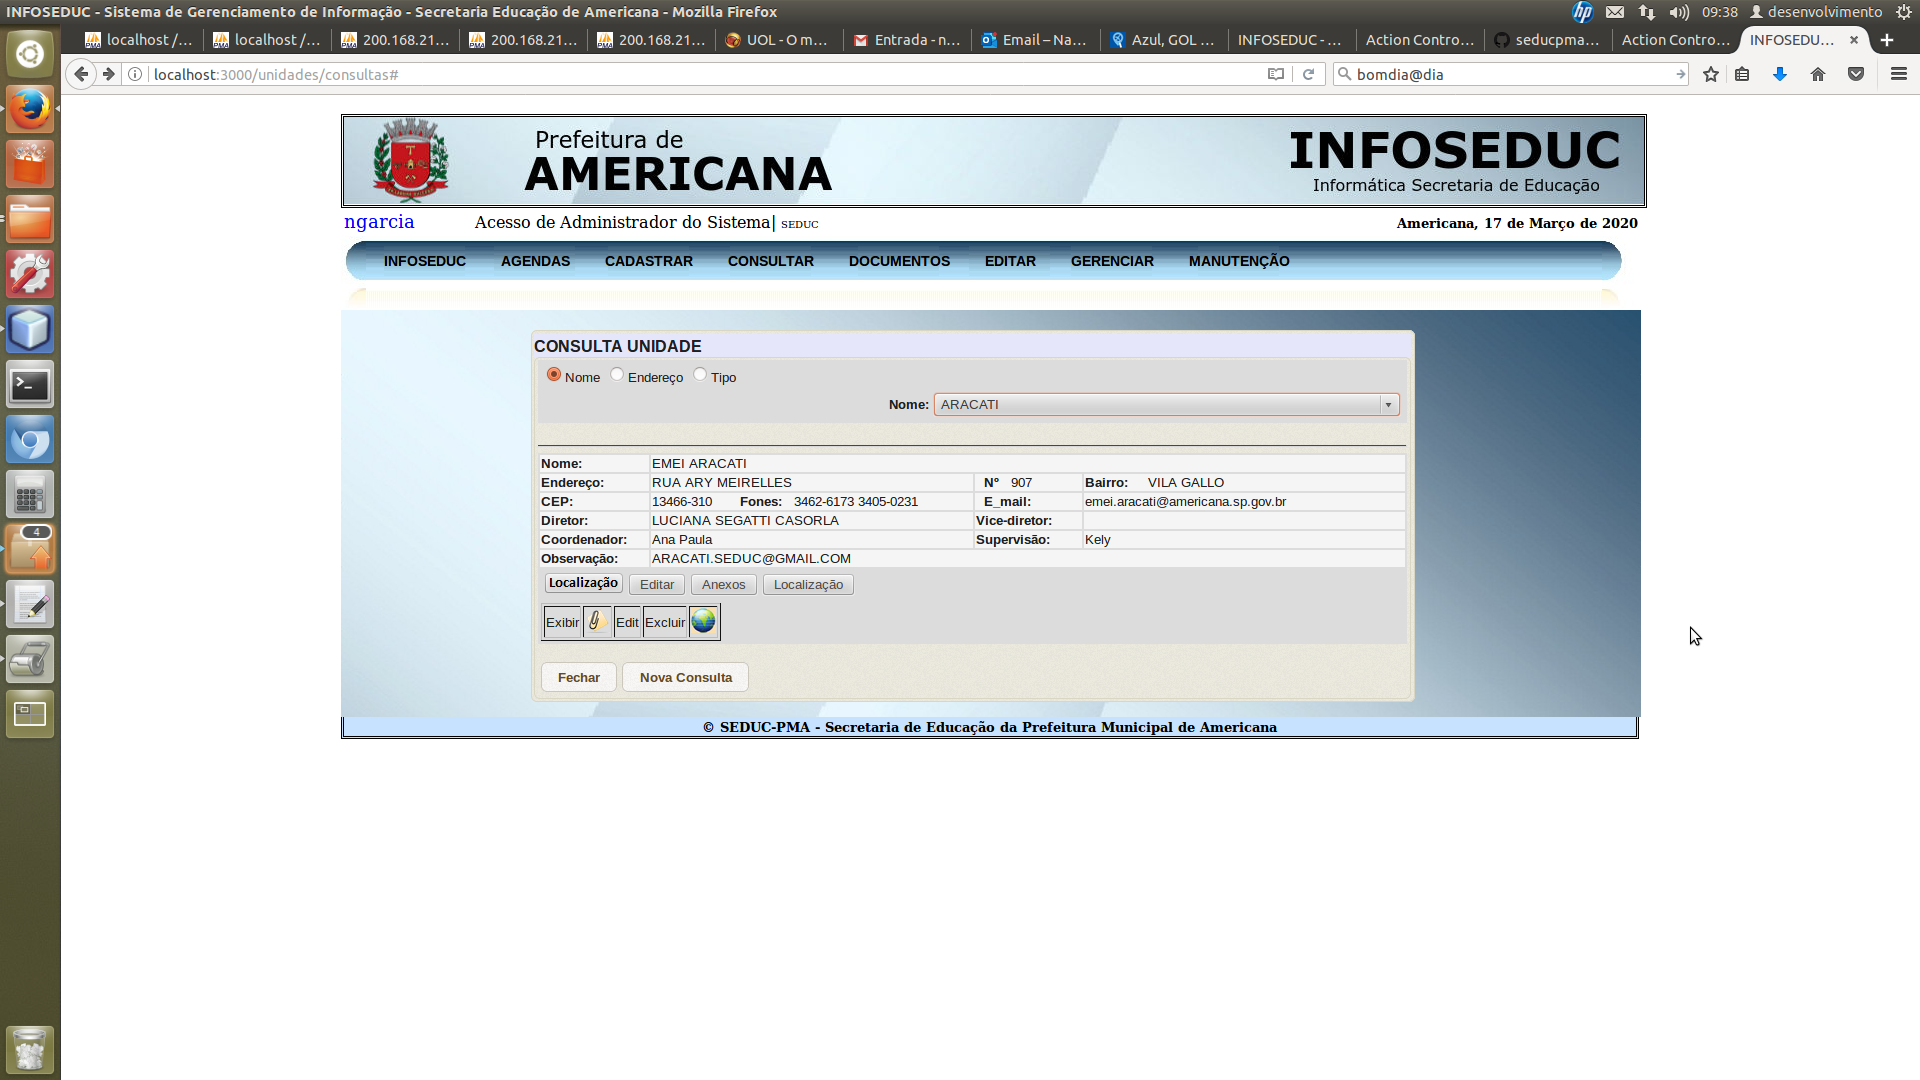 INFOSEDUC - Sistema de Gerenciamento de Informação - Secretaria Educação de Americana - Mozilla Firefox
09:38 desenvolvimento
localhost /... localhost /... 200.168.21... 200.168.21... 200.168.21... UOL - O m... Entrada - n... Email – Na... Azul, GOL ... INFOSEDUC - ... Action Contro... seducpma... Action Contro... INFOSEDU...
localhost:3000/unidades/consultas#
bomdia@dia
Prefeitura de
AMERICANA
INFOSEDUC
Informática Secretaria de Educação
ngarcia Acesso de Administrador do Sistema| SEDUC Americana, 17 de Março de 2020
INFOSEDUC AGENDAS CADASTRAR CONSULTAR DOCUMENTOS EDITAR GERENCIAR MANUTENÇÃO
CONSULTA UNIDADE
Nome Endereço Tipo
Nome: ARACATI
Nome: EMEI ARACATI
Endereço: RUA ARY MEIRELLES Nº 907 Bairro: VILA GALLO
CEP: 13466-310 Fones: 3462-6173 3405-0231 E_mail: emei.aracati@americana.sp.gov.br
Diretor: LUCIANA SEGATTI CASORLA Vice-diretor:
Coordenador: Ana Paula Supervisão: Kely
Observação: ARACATI.SEDUC@GMAIL.COM
Localização Editar Anexos Localização
Exibir Edit Excluir
Fechar Nova Consulta
© SEDUC-PMA - Secretaria de Educação da Prefeitura Municipal de Americana
4